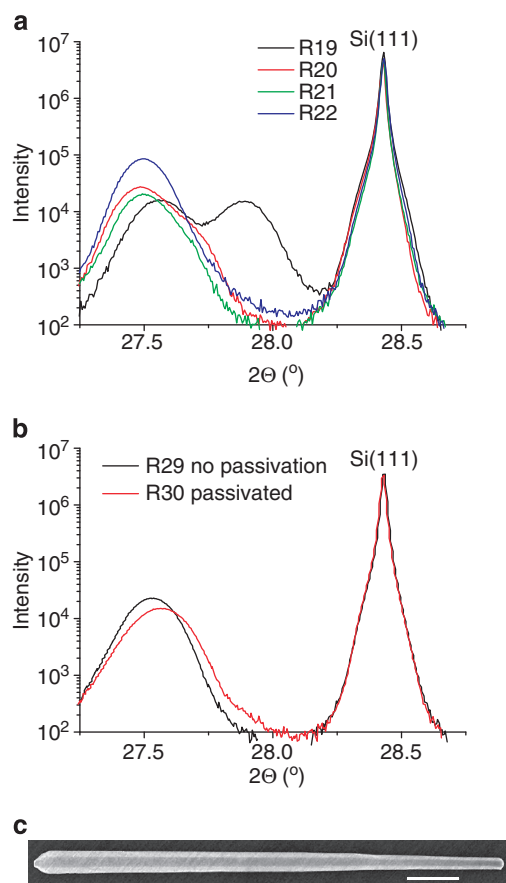 a
R19
R20
R21
R22
Si(111)
10⁷
10⁶
10⁵
10⁴
10³
10²
Intensity
27.5 28.0 28.5
2Θ (°)
b
R29 no passivation
R30 passivated
Si(111)
10⁷
10⁶
10⁵
10⁴
10³
10²
Intensity
27.5 28.0 28.5
2Θ (°)
c